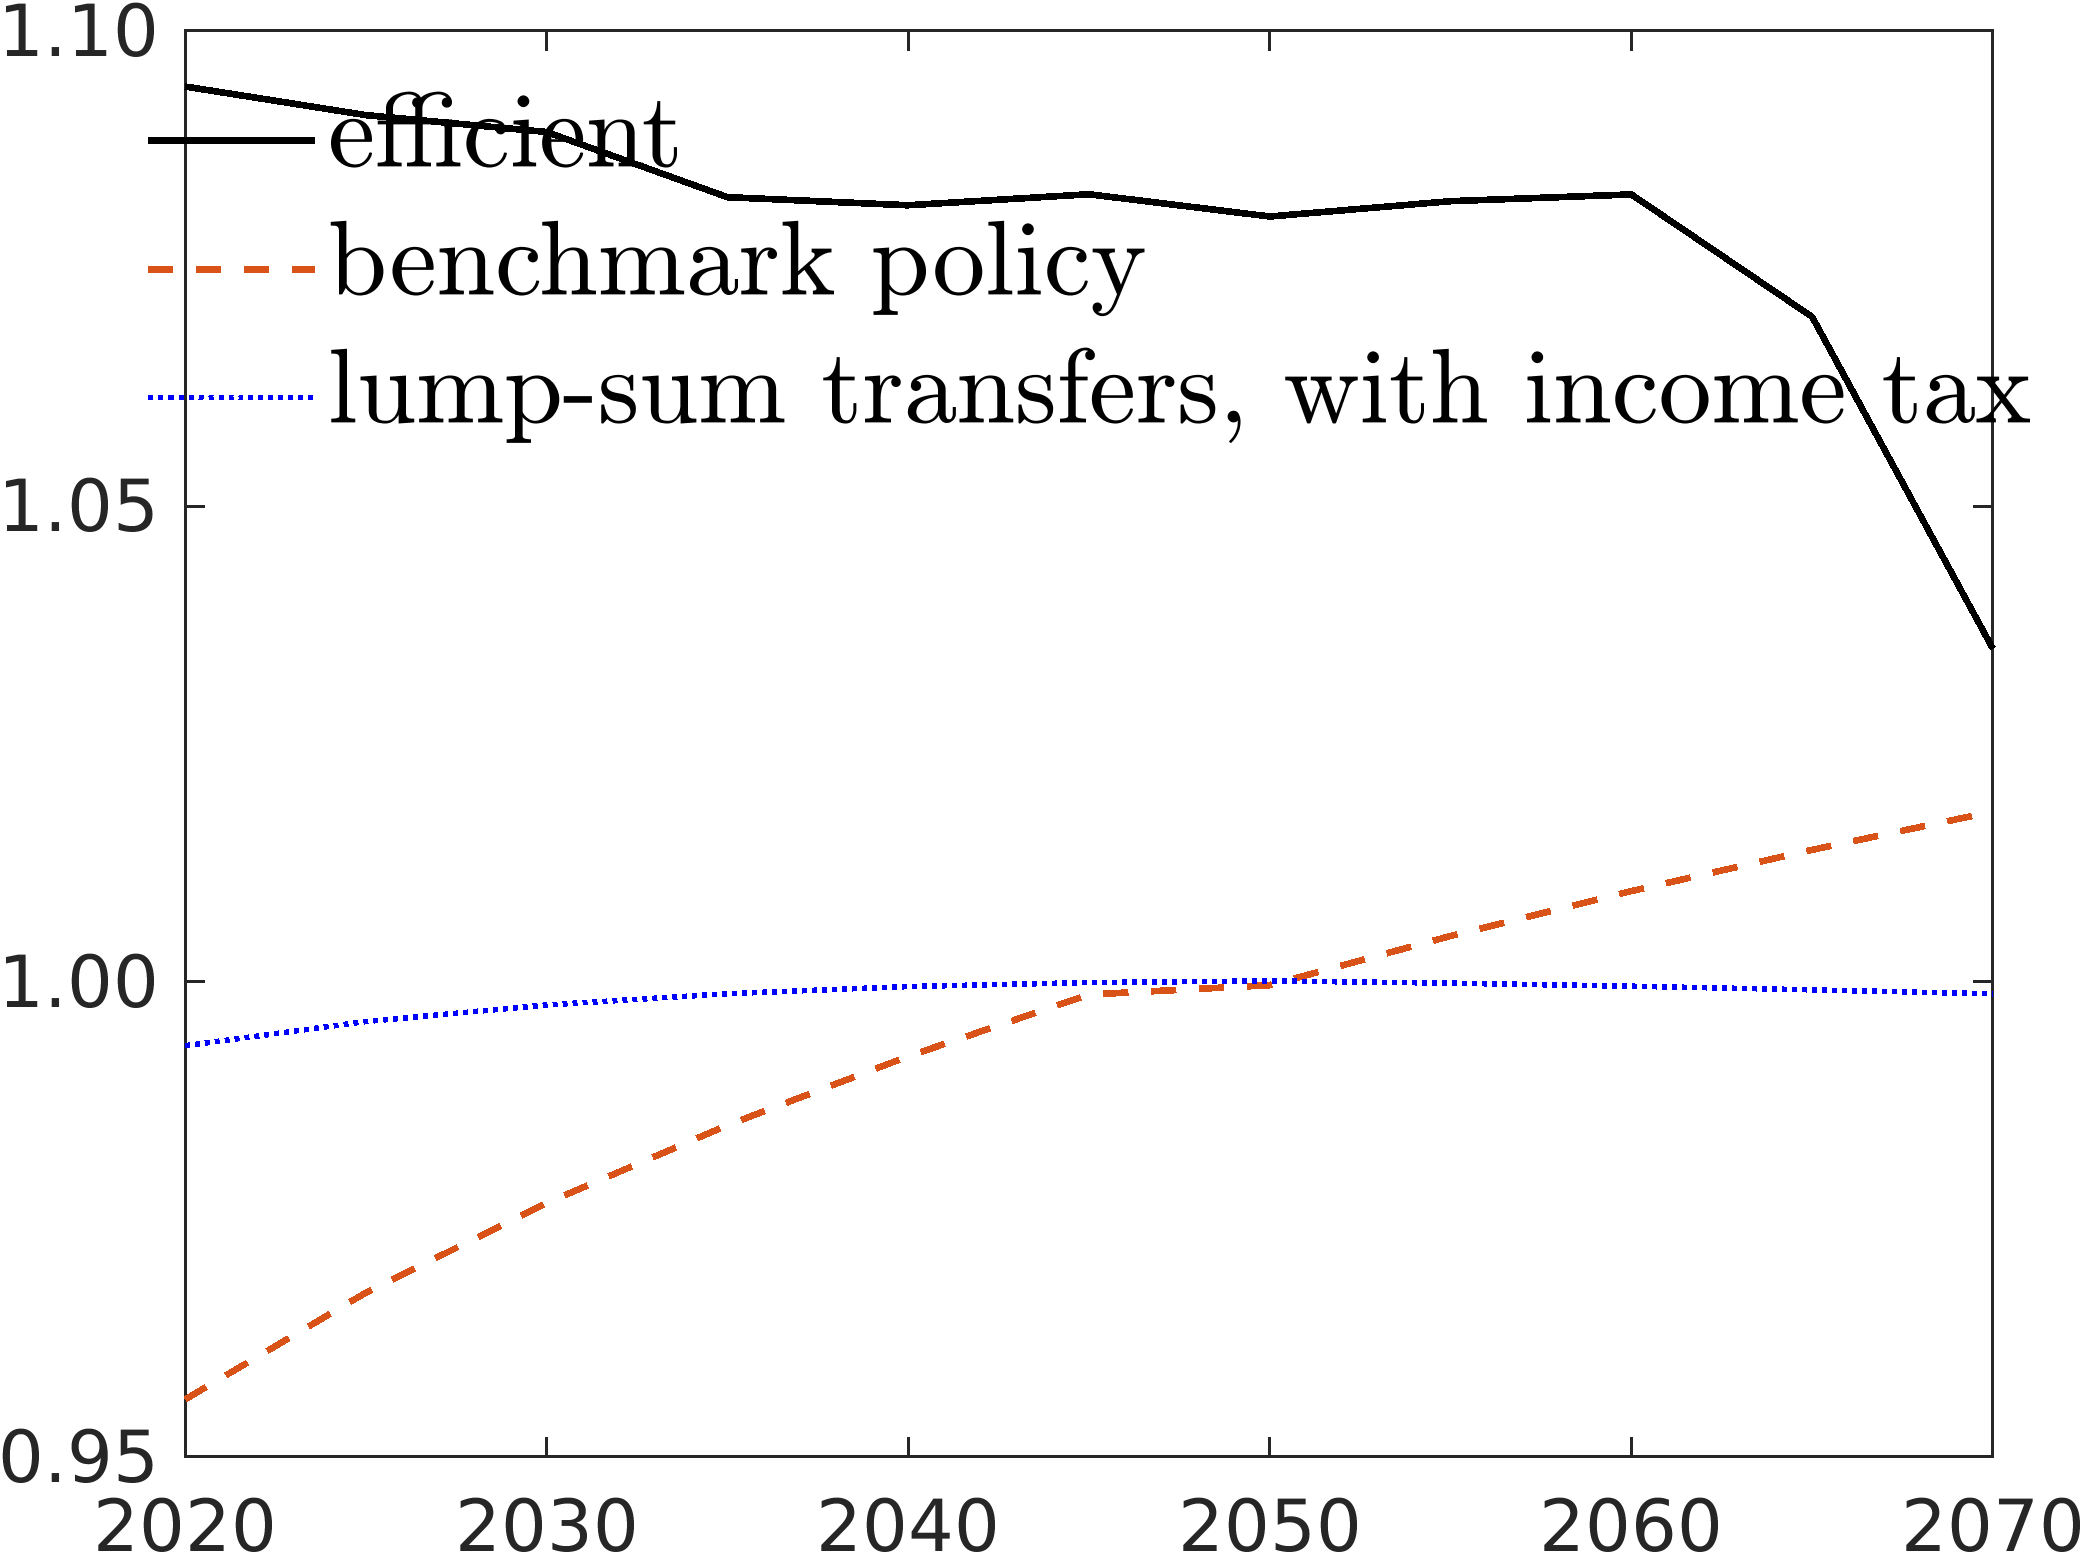 1.10
efficient
benchmark policy
lump-sum transfers, with income tax
1.05
1.00
0.95
2020 2030 2040 2050 2060 2070